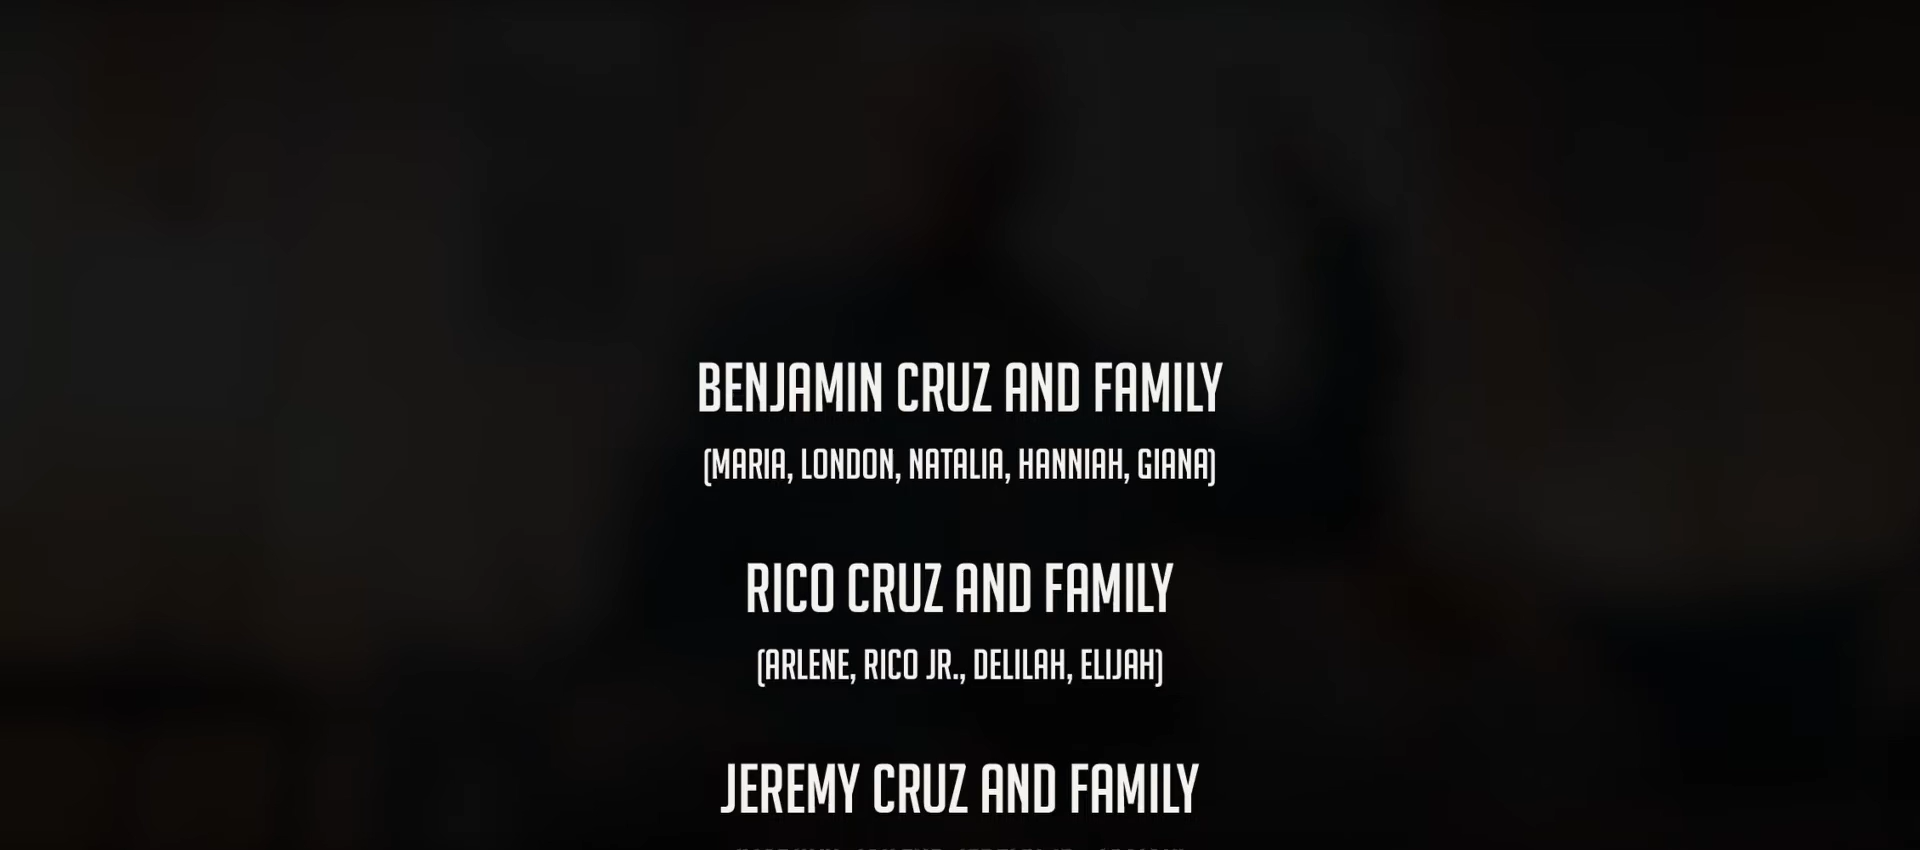 BENJAMIN CRUZ AND FAMILY
(MARIA, LONDON, NATALIA, HANNIAH, GIANA)
RICO CRUZ AND FAMILY
(ARLENE, RICO JR., DELILAH, ELIJAH)
JEREMY CRUZ AND FAMILY